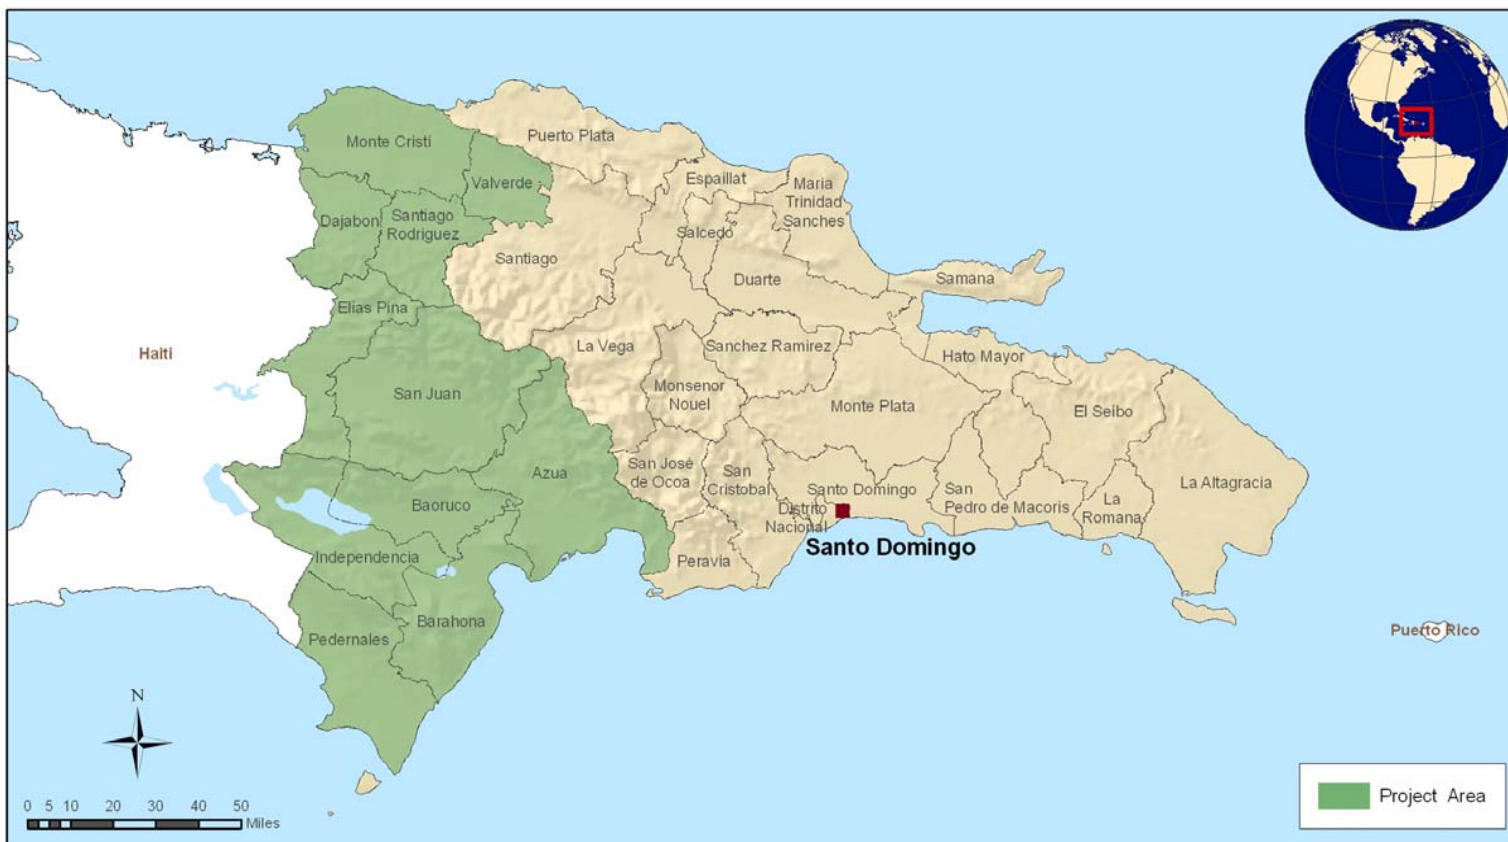 Monte Cristi
Puerto Plata
Valverde
Espaillat
Maria
Trinidad
Sanches
Dajabon
Santiago
Rodriguez
Salcedo
Santiago
Duarte
Samana
Elias Pina
Haiti
La Vega
Sanchez Ramirez
Hato Mayor
San Juan
Monsenor
Nouel
Monte Plata
El Seibo
Azua
San José
de Ocoa
San
Cristobal
Santo Domingo
San
Pedro de Macoris
La
Romana
La Altagracia
Baoruco
Distrito
Nacional
Santo Domingo
Independencia
Peravia
Barahona
Pedernales
Puerto Rico
N
0 5 10 20 30 40 50
Miles
Project Area